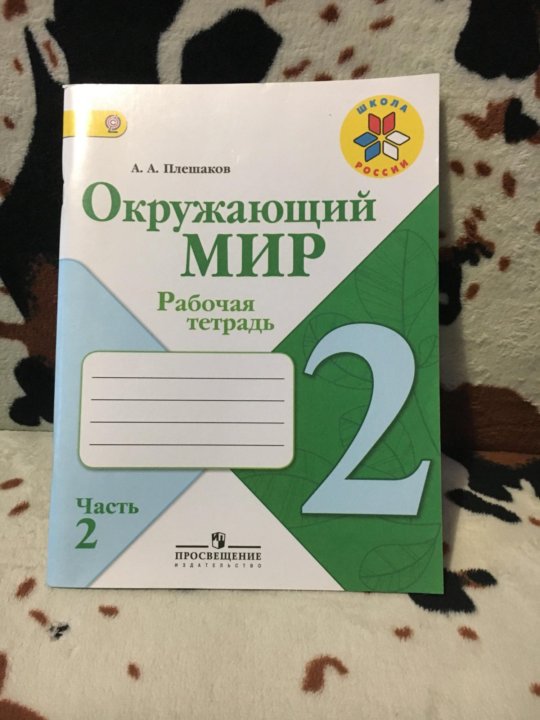 ШКОЛА
РОССИИ
А. А. Плешаков
Окружающий
МИР
Рабочая
тетрадь
2
Часть
2
ПРОСВЕЩЕНИЕ
ИЗДАТЕЛЬСТВО